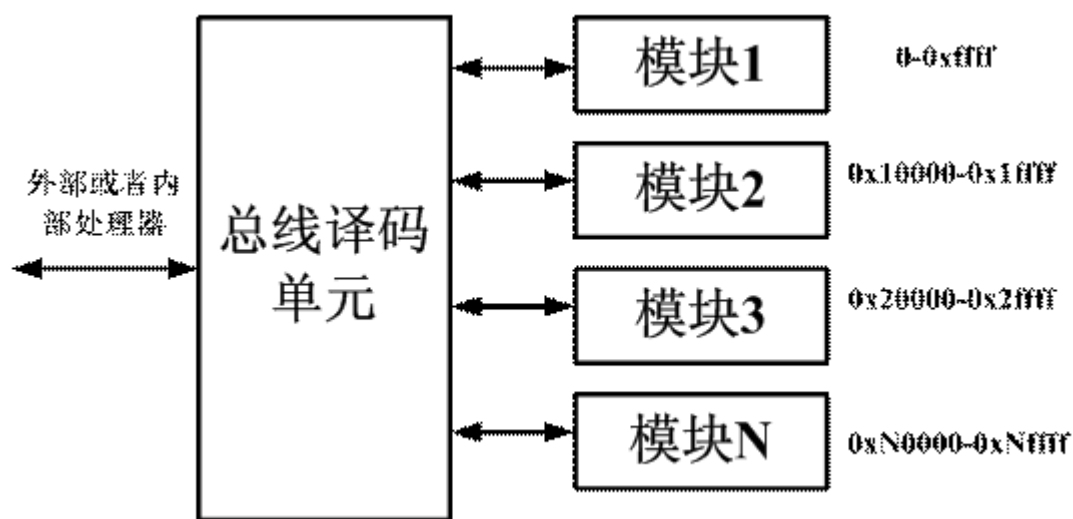 模块1
0-0xffff
外部或者内
部处理器
总线译码
单元
模块2
0x10000-0x1ffff
模块3
0x20000-0x2ffff
模块N
0xN0000-0xNffff